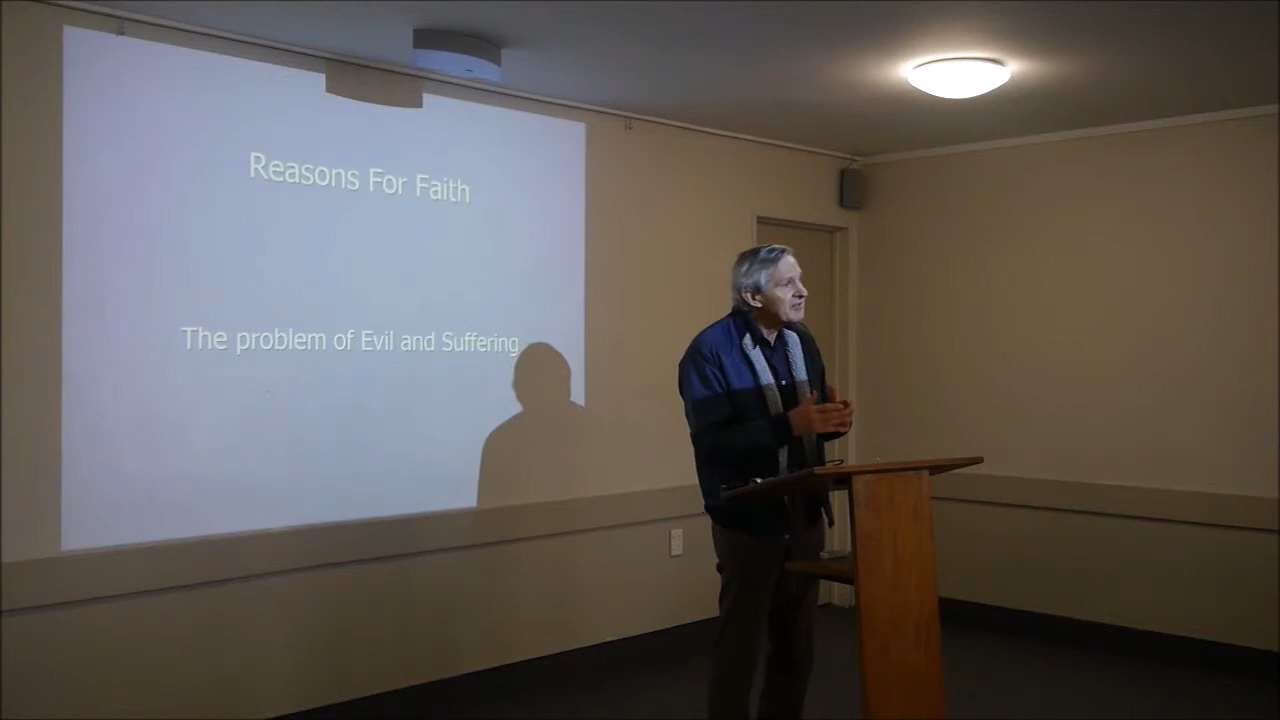 Reasons For Faith
The problem of Evil and Suffering